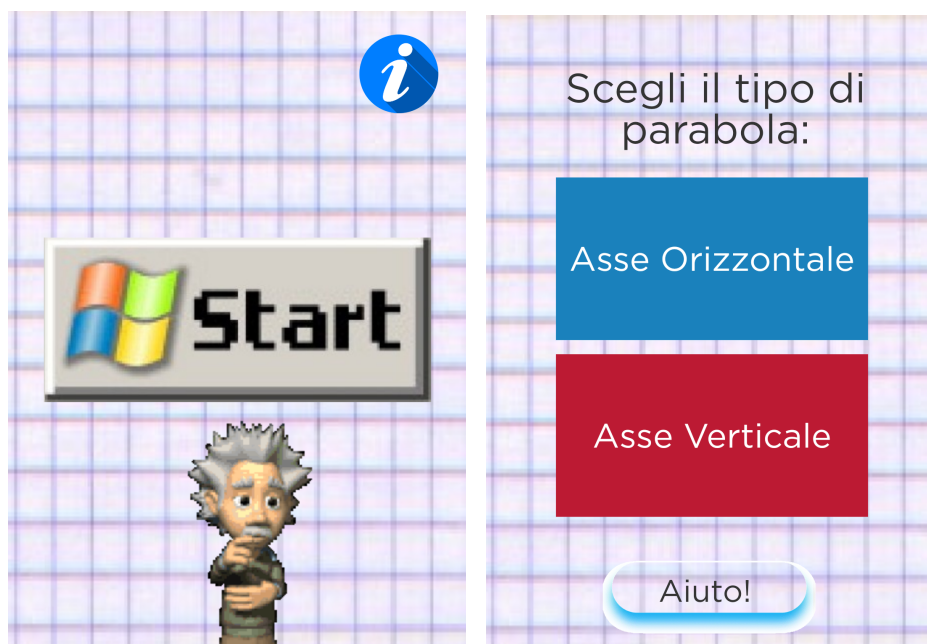 i
Start
Scegli il tipo di
parabola:
Asse Orizzontale
Asse Verticale
Aiuto!